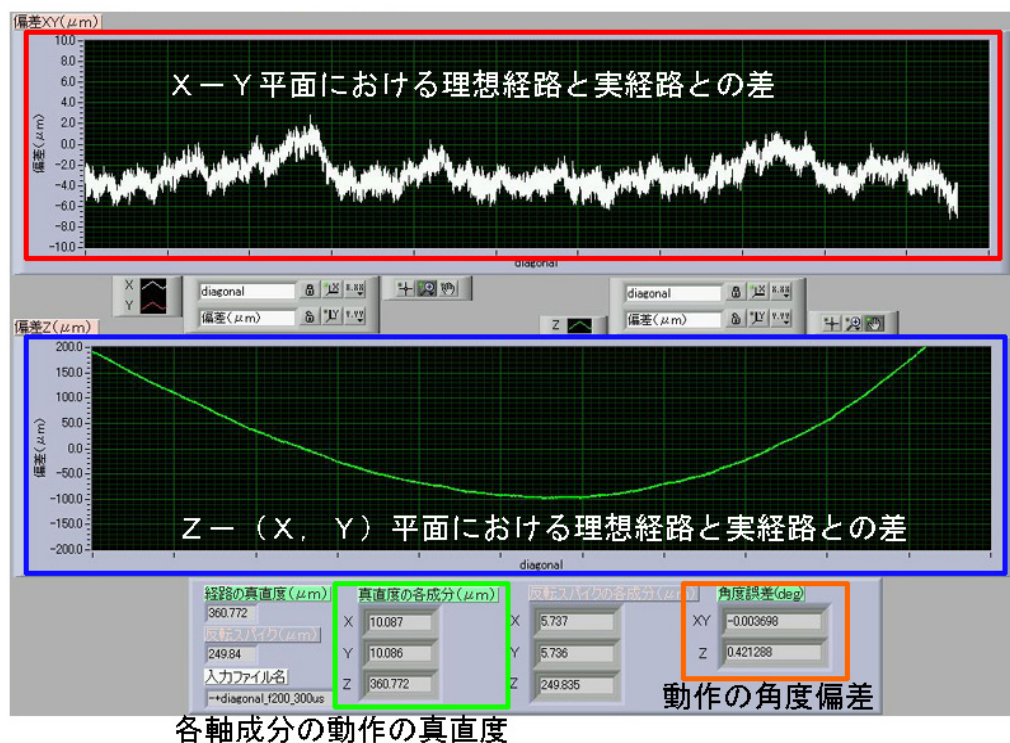 偏差XY(μm)
10.0
8.0
6.0
4.0
2.0
0.0
-2.0
-4.0
-6.0
-8.0
-10.0
偏差(μm)
X－Y平面における理想経路と実経路との差
diagonal
X
Y
diagonal
偏差(μm)
Z
diagonal
偏差(μm)
偏差Z(μm)
200.0
150.0
100.0
50.0
0.0
-50.0
-100.0
-150.0
-200.0
偏差(μm)
Z－（X，Y）平面における理想経路と実経路との差
diagonal
経路の真直度(μm)
360.772
反転スパイク(μm)
249.84
入力ファイル名
-+diagonal_f200_300us
真直度の各成分(μm)
X 10.087
Y 10.086
Z 360.772
反転スパイクの各成分(μm)
X 5.737
Y 5.736
Z 249.835
角度誤差(deg)
XY -0.003698
Z 0.421288
動作の角度偏差
各軸成分の動作の真直度